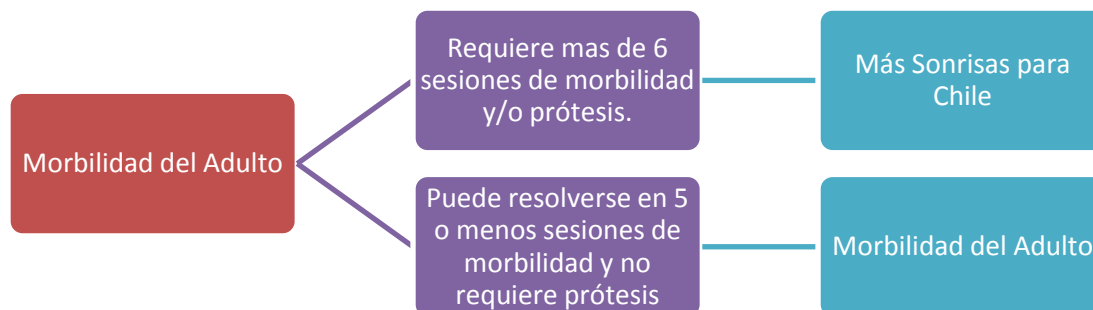 Morbilidad del Adulto
Requiere mas de 6
sesiones de morbilidad
y/o prótesis.
Más Sonrisas para
Chile
Puede resolverse en 5
o menos sesiones de
morbilidad y no
requiere prótesis
Morbilidad del Adulto